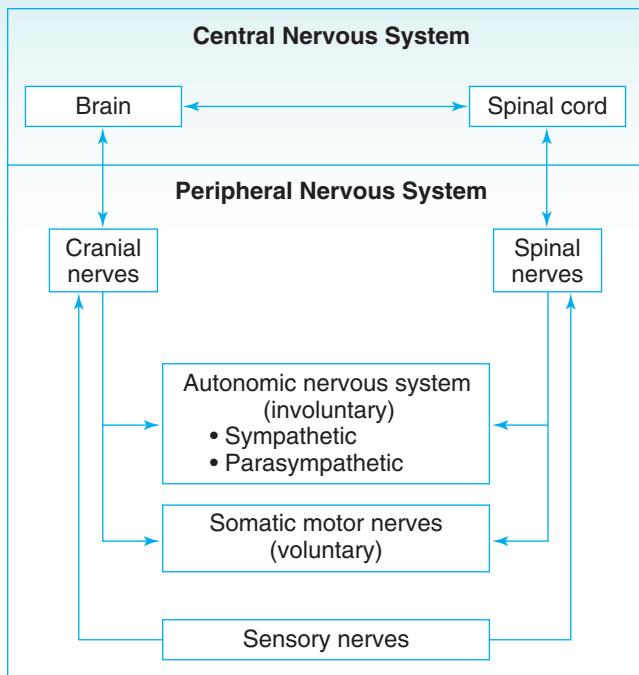 Central Nervous System
Brain
Spinal cord
Peripheral Nervous System
Cranial
nerves
Spinal
nerves
Autonomic nervous system
(involuntary)
• Sympathetic
• Parasympathetic
Somatic motor nerves
(voluntary)
Sensory nerves